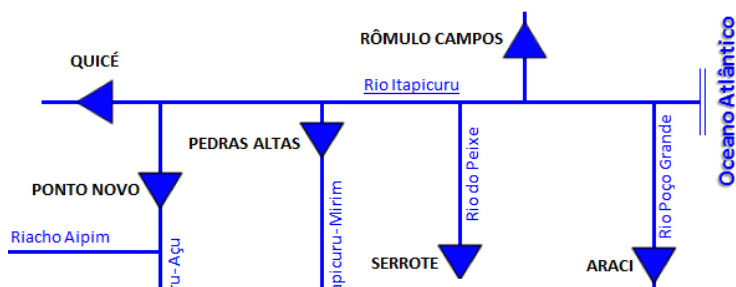 RÔMULO CAMPOS
QUICÉ
Rio Itapicuru
Oceano Atlântico
PEDRAS ALTAS
PONTO NOVO
Rio do Peixe
Rio Poço Grande
Riacho Aipim
SERROTE
ARACI